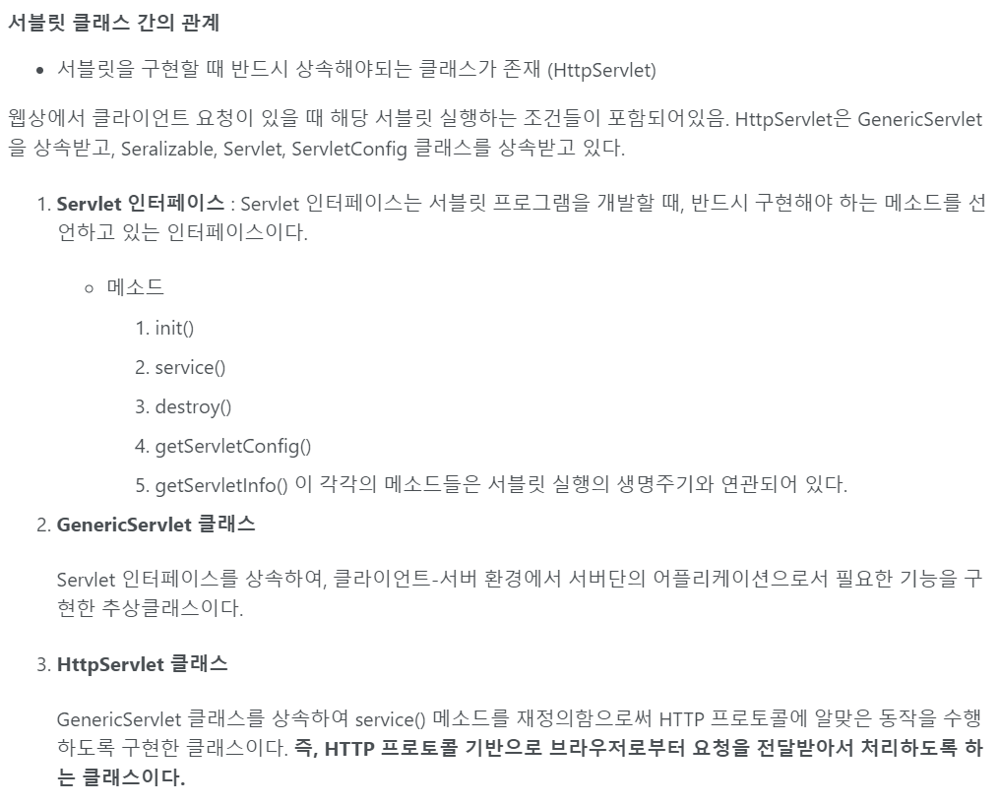 서블릿 클래스 간의 관계
• 서블릿을 구현할 때 반드시 상속해야되는 클래스가 존재 (HttpServlet)
웹상에서 클라이언트 요청이 있을 때 해당 서블릿 실행하는 조건들이 포함되어있음. HttpServlet은 GenericServlet
을 상속받고, Seralizable, Servlet, ServletConfig 클래스를 상속받고 있다.
1. Servlet 인터페이스 : Servlet 인터페이스는 서블릿 프로그램을 개발할 때, 반드시 구현해야 하는 메소드를 선
언하고 있는 인터페이스이다.
◦ 메소드
1. init()
2. service()
3. destroy()
4. getServletConfig()
5. getServletInfo() 이 각각의 메소드들은 서블릿 실행의 생명주기와 연관되어 있다.
2. GenericServlet 클래스
Servlet 인터페이스를 상속하여, 클라이언트-서버 환경에서 서버단의 어플리케이션으로서 필요한 기능을 구
현한 추상클래스이다.
3. HttpServlet 클래스
GenericServlet 클래스를 상속하여 service() 메소드를 재정의함으로써 HTTP 프로토콜에 알맞은 동작을 수행
하도록 구현한 클래스이다. 즉, HTTP 프로토콜 기반으로 브라우저로부터 요청을 전달받아서 처리하도록 하
는 클래스이다.